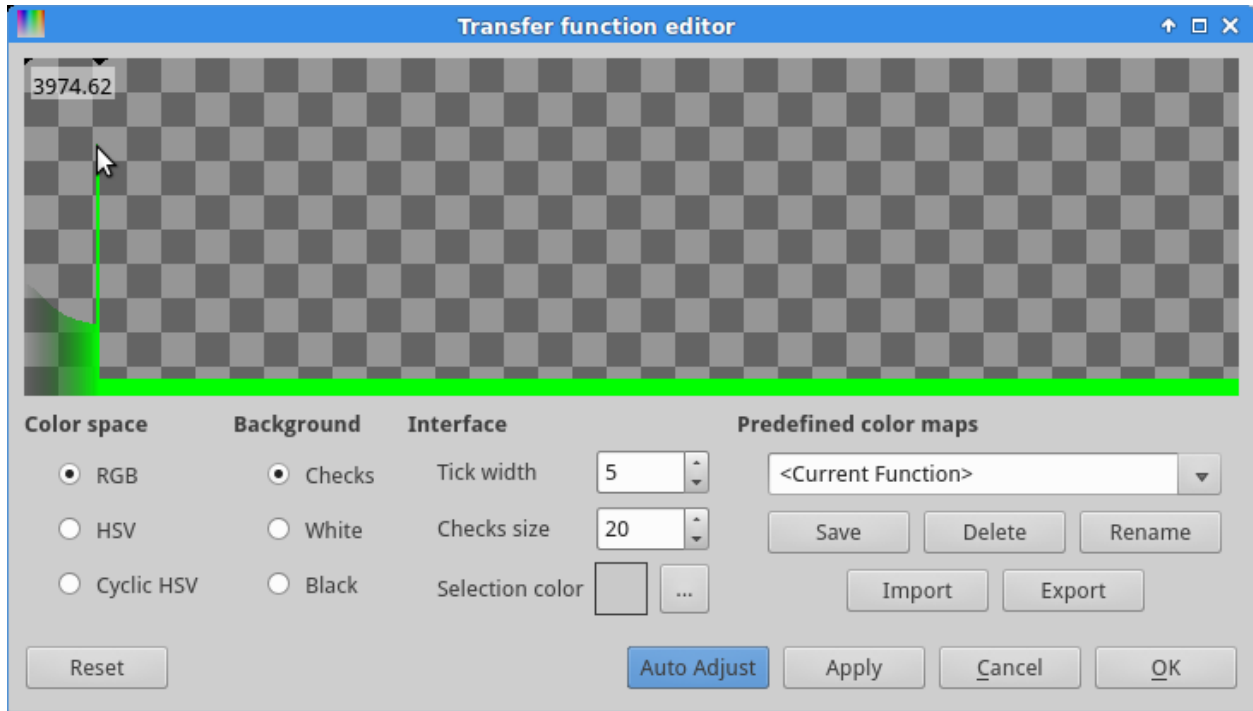 Transfer function editor
3974.62
Color space Background Interface Predefined color maps
RGB Checks Tick width 5 <Current Function>
HSV White Checks size 20 Save Delete Rename
Cyclic HSV Black Selection color ... Import Export
Reset Auto Adjust Apply Cancel OK